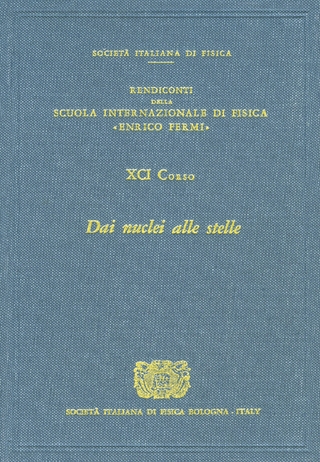 SOCIETÀ ITALIANA DI FISICA
RENDICONTI
DELLA
SCUOLA INTERNAZIONALE DI FISICA
«ENRICO FERMI»
XCI CORSO
Dai nuclei alle stelle
SOCIETÀ ITALIANA DI FISICA BOLOGNA - ITALY